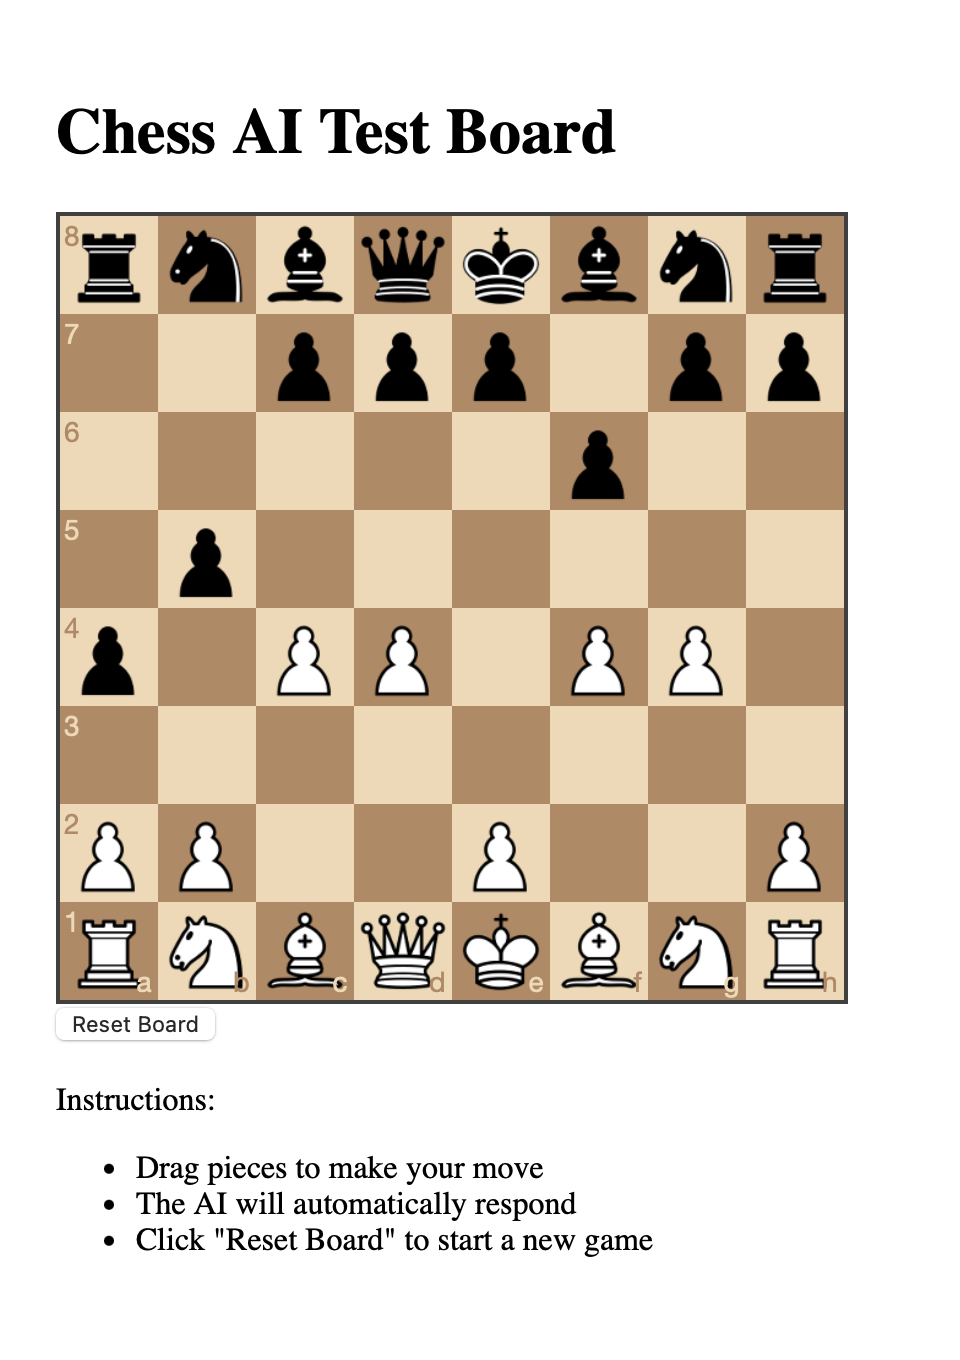 Chess AI Test Board
8
7
6
5
4
3
2
1
a b c d e f g h
Reset Board
Instructions:
• Drag pieces to make your move
• The AI will automatically respond
• Click "Reset Board" to start a new game